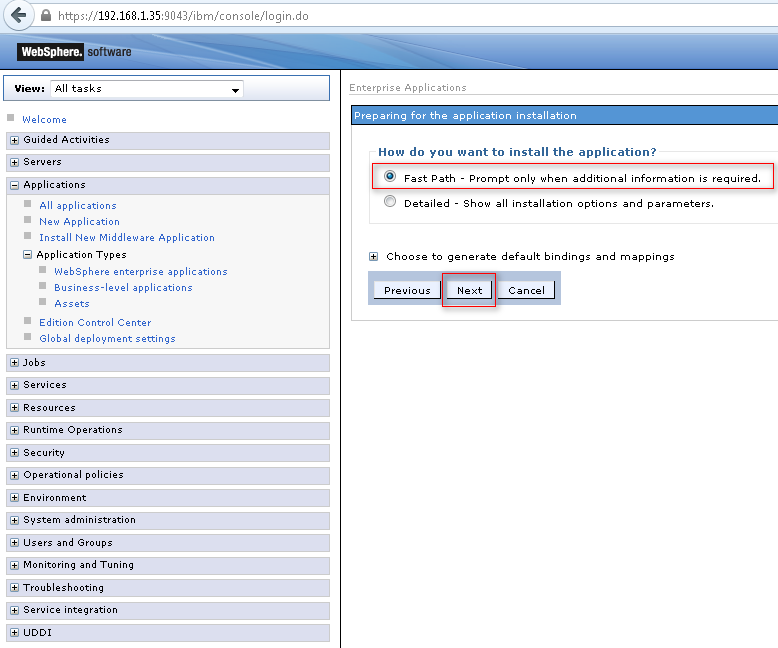 https://192.168.1.35:9043/ibm/console/login.do
WebSphere. software
View: All tasks
Welcome
Guided Activities
Servers
Applications
All applications
New Application
Install New Middleware Application
Application Types
WebSphere enterprise applications
Business-level applications
Assets
Edition Control Center
Global deployment settings
Jobs
Services
Resources
Runtime Operations
Security
Operational policies
Environment
System administration
Users and Groups
Monitoring and Tuning
Troubleshooting
Service integration
UDDI
Enterprise Applications
Preparing for the application installation
How do you want to install the application?
Fast Path - Prompt only when additional information is required.
Detailed - Show all installation options and parameters.
Choose to generate default bindings and mappings
Previous Next Cancel